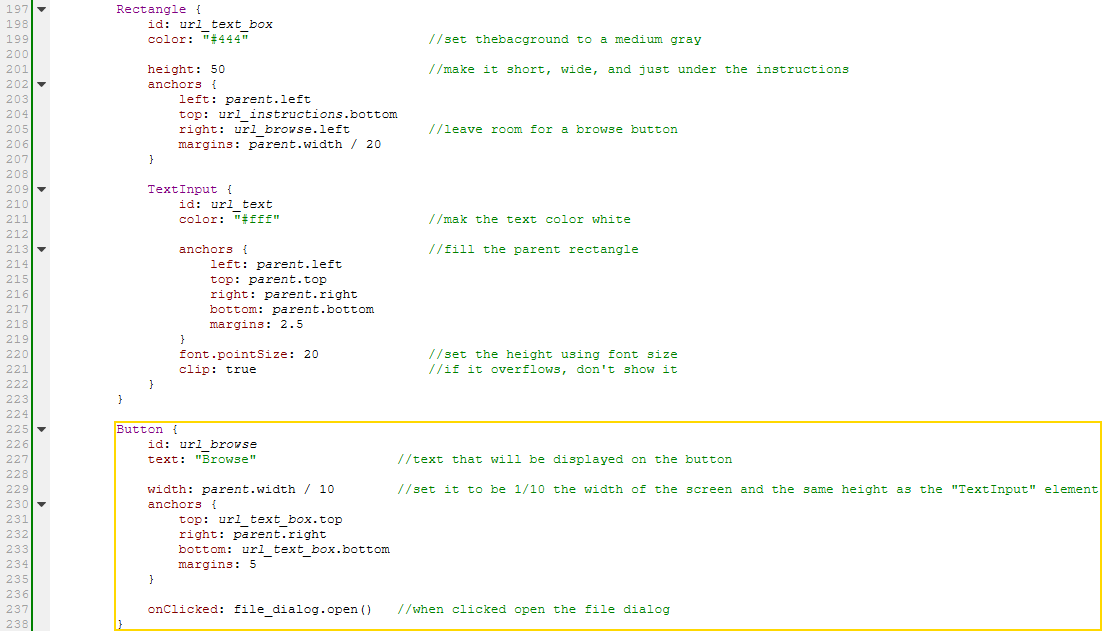 197 Rectangle {
198 id: url_text_box
199 color: "#444" //set thebacground to a medium gray
200
201 height: 50 //make it short, wide, and just under the instructions
202 anchors {
203 left: parent.left
204 top: url_instructions.bottom
205 right: url_browse.left //leave room for a browse button
206 margins: parent.width / 20
207 }
208
209 TextInput {
210 id: url_text
211 color: "#fff" //mak the text color white
212
213 anchors { //fill the parent rectangle
214 left: parent.left
215 top: parent.top
216 right: parent.right
217 bottom: parent.bottom
218 margins: 2.5
219 }
220 font.pointSize: 20 //set the height using font size
221 clip: true //if it overflows, don't show it
222 }
223 }
224
225 Button {
226 id: url_browse
227 text: "Browse" //text that will be displayed on the button
228
229 width: parent.width / 10 //set it to be 1/10 the width of the screen and the same height as the "TextInput" element
230 anchors {
231 top: url_text_box.top
232 right: parent.right
233 bottom: url_text_box.bottom
234 margins: 5
235 }
236
237 onClicked: file_dialog.open() //when clicked open the file dialog
238 }